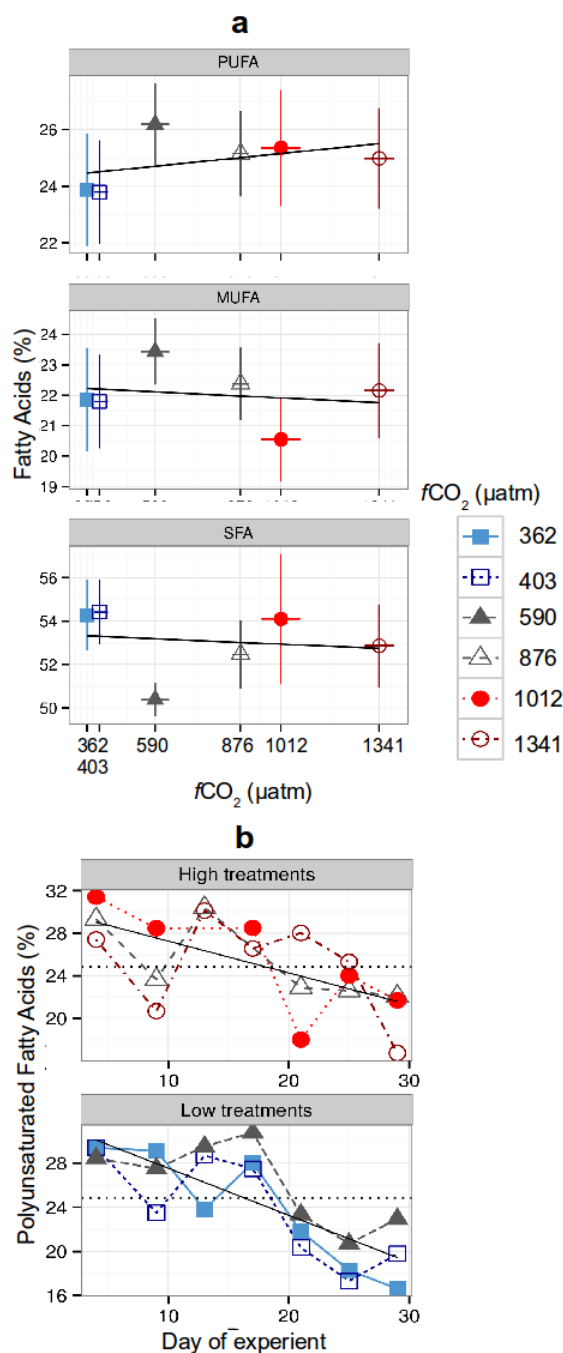 a
PUFA
26
24
22
MUFA
24
23
22
21
20
19
Fatty Acids (%)
SFA
56
54
52
50
362 590 876 1012 1341
403
fCO2 (µatm)
fCO2 (µatm)
362
403
590
876
1012
1341
b
High treatments
32
28
24
20
10 20 30
Low treatments
28
24
20
16
10 20 30
Polyunsaturated Fatty Acids (%)
Day of experient